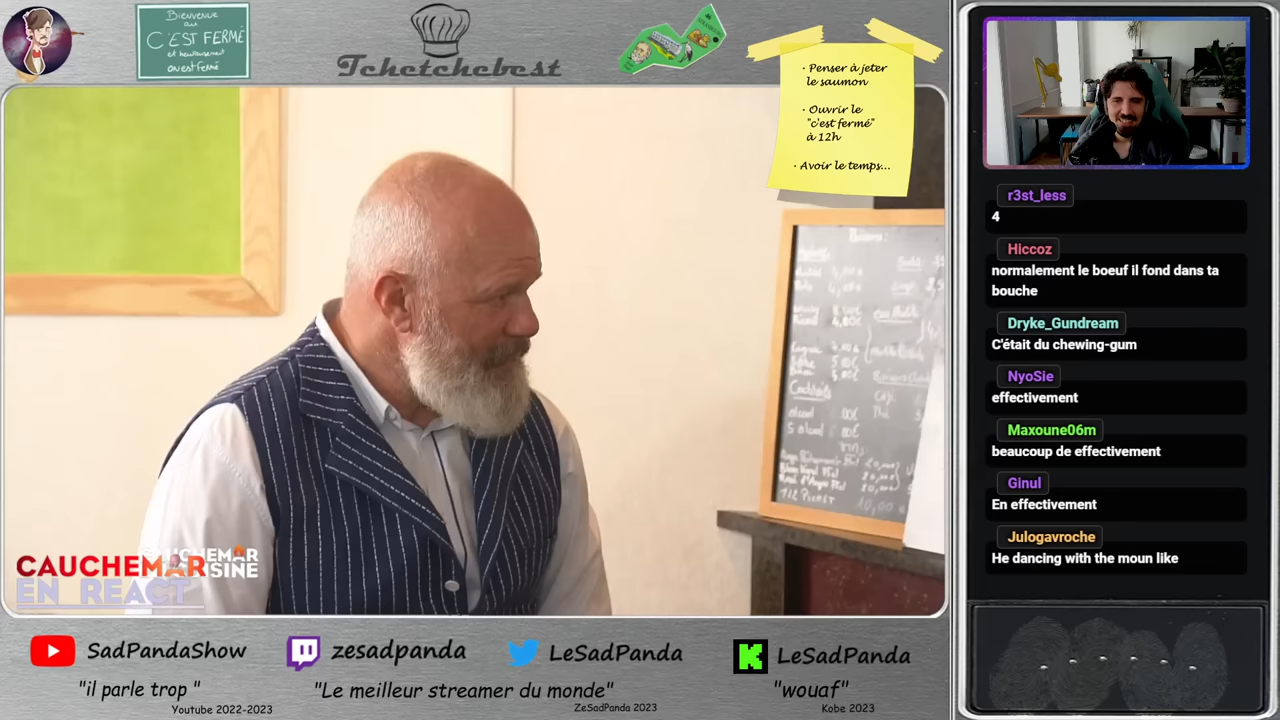 Bienvenue
au
C'EST FERMÉ
et heureusement
on est fermé
Tchetchebest
• Penser à jeter
le saumon
• Ouvrir le
"c'est fermé"
à 12h
• Avoir le temps...
r3st_less
4
Hiccoz
normalement le boeuf il fond dans ta
bouche
Dryke_Gundream
C'était du chewing-gum
NyoSie
effectivement
Maxoune06m
beaucoup de effectivement
Ginul
En effectivement
Julogavroche
He dancing with the moun like
Cocktails
CAUCHEMAR
EN REACT
SadPandaShow
zesadpanda
LeSadPanda
LeSadPanda
"il parle trop "
Youtube 2022-2023
"Le meilleur streamer du monde"
ZeSadPanda 2023
"wouaf"
Kobe 2023